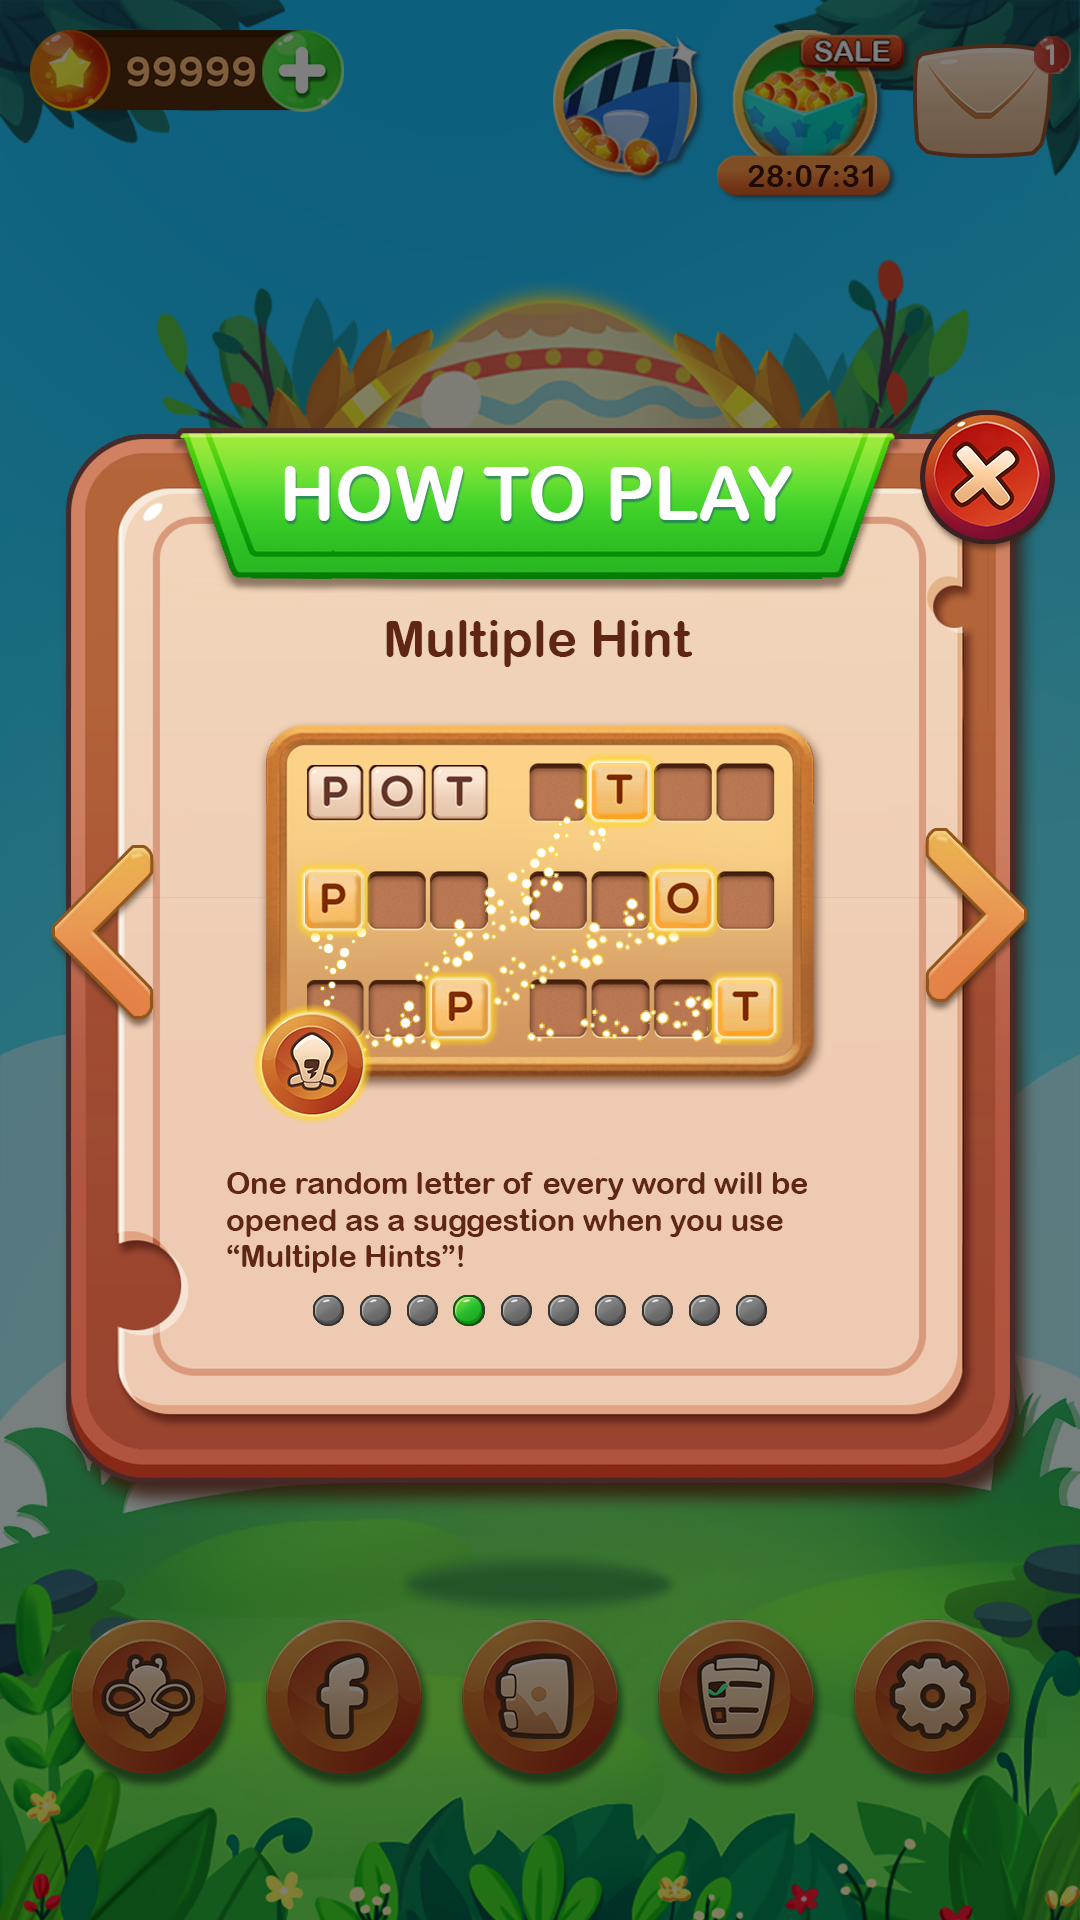 99999
SALE
1
28:07:31
HOW TO PLAY
Multiple Hint
P O T T
P O
P T
One random letter of every word will be
opened as a suggestion when you use
“Multiple Hints”!
f